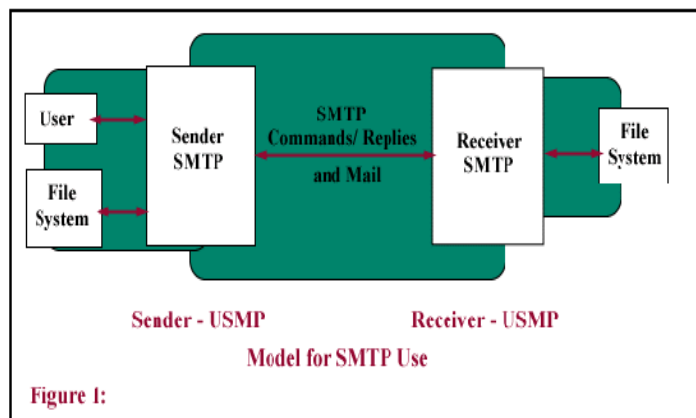 User
File
System
Sender
SMTP
SMTP
Commands/ Replies
and Mail
Receiver
SMTP
File
System
Sender - USMP
Receiver - USMP
Model for SMTP Use
Figure 1: